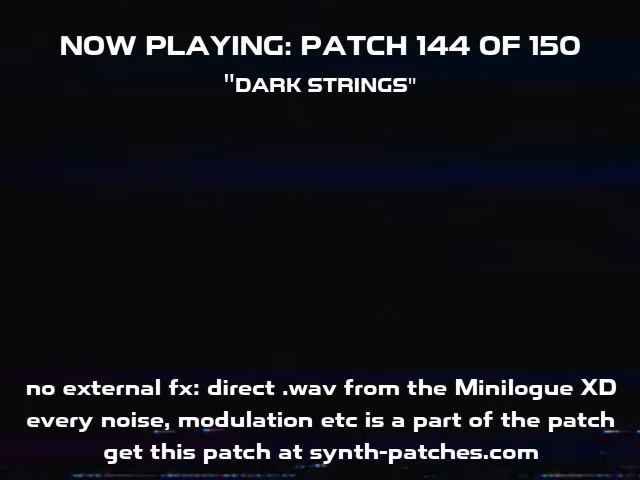 NOW PLAYING: PATCH 144 OF 150
"DARK STRINGS"
no external fx: direct .wav from the Minilogue XD
every noise, modulation etc is a part of the patch
get this patch at synth-patches.com